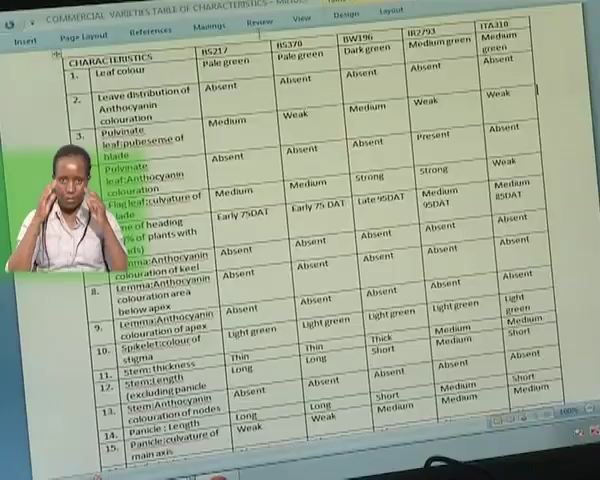 COMMERCIAL VARIETIES TABLE OF CHARACTERISTICS
Insert Page Layout References Mailings Review View Design Layout
CHARACTERISTICS BS217 BS370 BW196 IR2793 ITA310
1. Leaf colour Pale green Pale green Dark green Medium green Medium green
2. Leave distribution of Anthocyanin colouration Absent Absent Absent Absent Absent
3. Pulvinate leaf:pubeseme of blade Medium Weak Medium Weak Weak
Pulvinate leaf:Anthocyanin colouration Absent Absent Absent Present Absent
Flag leaf:culvature of lade Medium Medium Strong Strong Weak
me of heading % of plants with ds) Early 75DAT Early 75 DAT Late 95DAT Medium 95DAT Medium 85DAT
mma:Anthocyanin colouration of keel Absent Absent Absent Absent Absent
8. Lemma:Anthocyanin colouration area below apex Absent Absent Absent Absent Absent
9. Lemma:Anthocyanin colouration of apex Absent Absent Absent Absent Absent
10. Spikelet:colour of stigma Light green Light green Light green Light green Light green
11. Stem: thickness Thin Thin Thick Medium Medium
12. Stem:Length (excluding panicle Long Long Short Medium Short
13. Stem:Anthocyanin colouration of nodes Absent Absent Absent Absent Absent
14. Panicle : Length Long Long Short Medium Short
15. Panicle:culvature of main axis Weak Weak Medium Medium Medium
100%